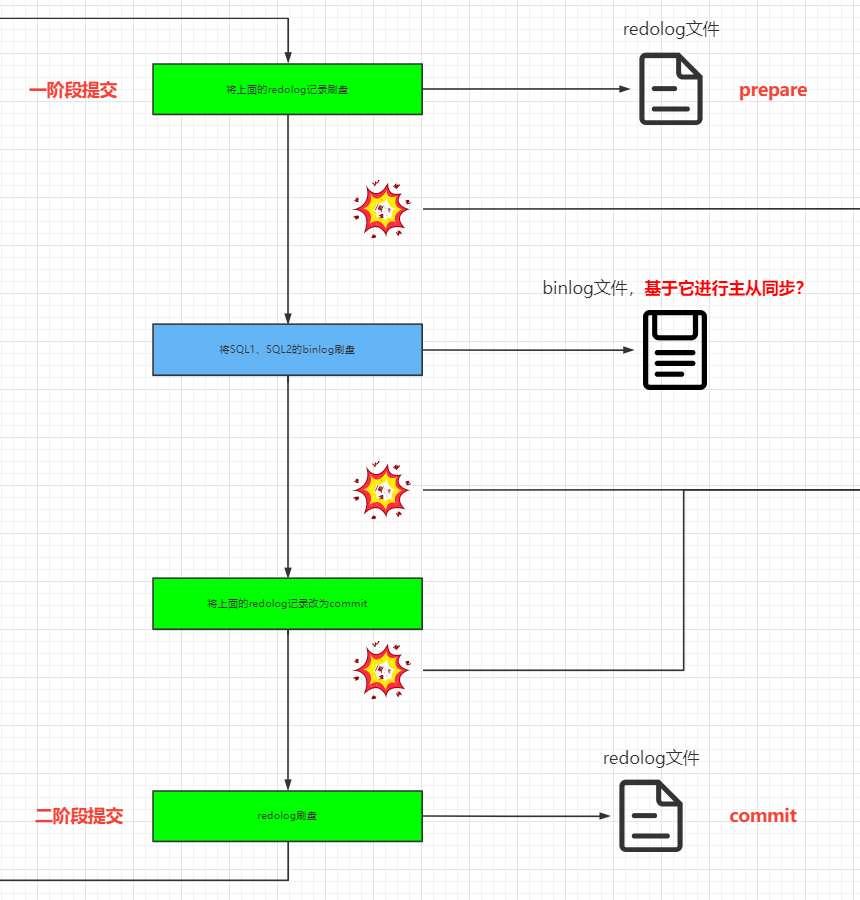 redolog文件
一阶段提交
将上面的redolog记录刷盘
prepare
binlog文件，基于它进行主从同步？
将SQL1、SQL2的binlog刷盘
将上面的redolog记录改为commit
redolog文件
二阶段提交
redolog刷盘
commit